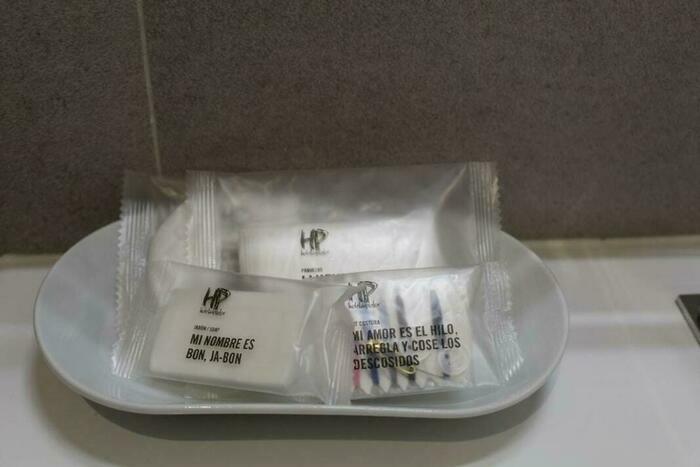 HP
HP
JABÓN / SOAP
MI NOMBRE ES
BON, JA-BON
HP
COSTURA
MI AMOR ES EL HILO,
ARREGLA Y COSE LOS
DESCOSIDOS